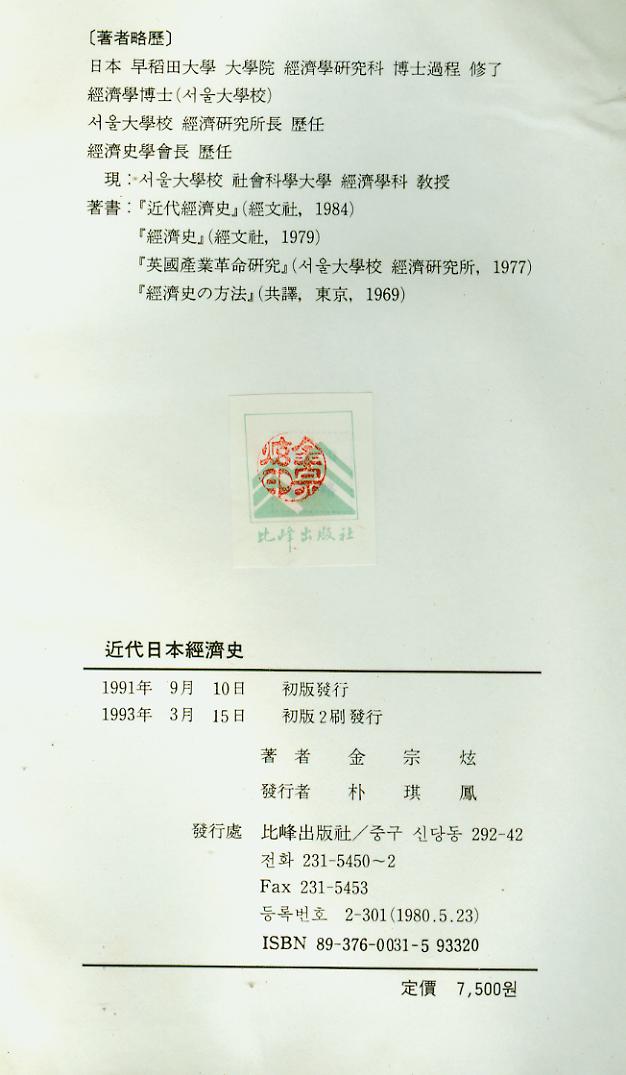 〔著者略歷〕
日本 早稻田大學 大學院 經濟學硏究科 博士過程 修了
經濟學博士(서울大學校)
서울大學校 經濟硏究所長 歷任
經濟史學會長 歷任
現：서울大學校 社會科學大學 經濟學科 敎授
著書：『近代經濟史』(經文社, 1984)
『經濟史』(經文社, 1979)
『英國產業革命硏究』(서울大學校 經濟硏究所, 1977)
『經濟史の方法』(共譯, 東京, 1969)
金宗炫印
比峰出版社
近代日本經濟史
1991年 9月 10日 初版發行
1993年 3月 15日 初版2刷發行
著者 金宗炫
發行者 朴琪鳳
發行處 比峰出版社／중구 신당동 292-42
전화 231-5450～2
Fax 231-5453
등록번호 2-301(1980.5.23)
ISBN 89-376-0031-5 93320
定價 7,500원